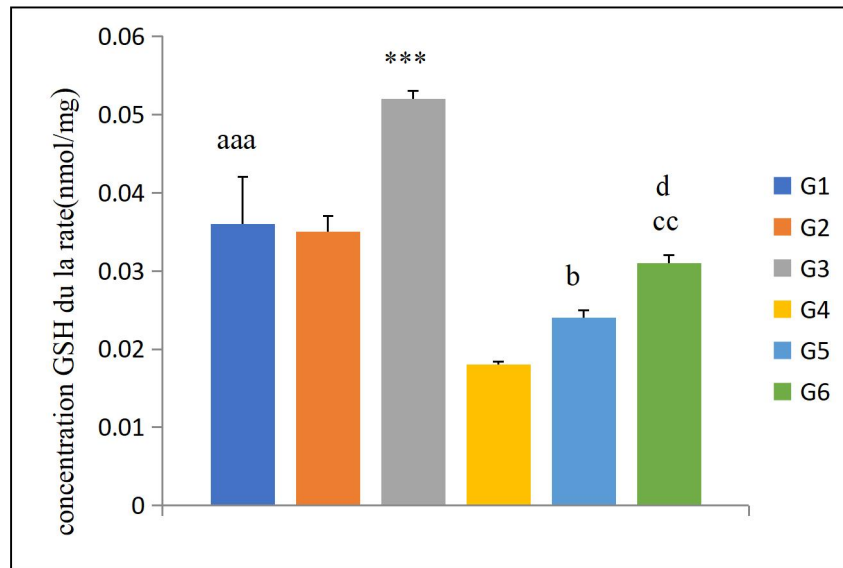 concentration GSH du la rate(nmol/mg)
0.06
0.05
0.04
0.03
0.02
0.01
0
aaa
***
b
d
cc
G1
G2
G3
G4
G5
G6